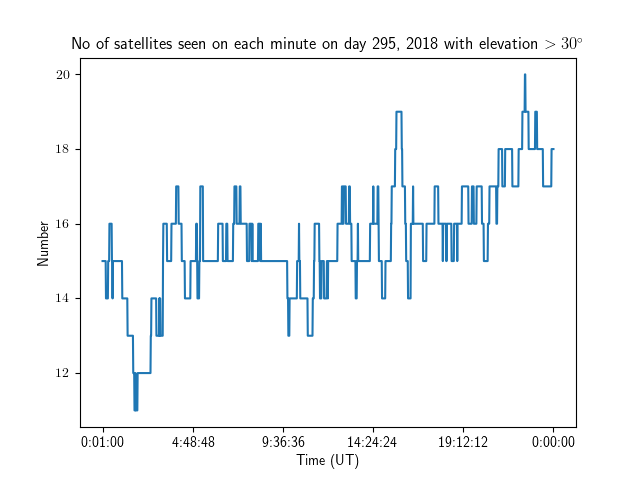 No of satellites seen on each minute on day 295, 2018 with elevation > 30°
20
18
16
14
12
Number
0:01:00 4:48:48 9:36:36 14:24:24 19:12:12 0:00:00
Time (UT)